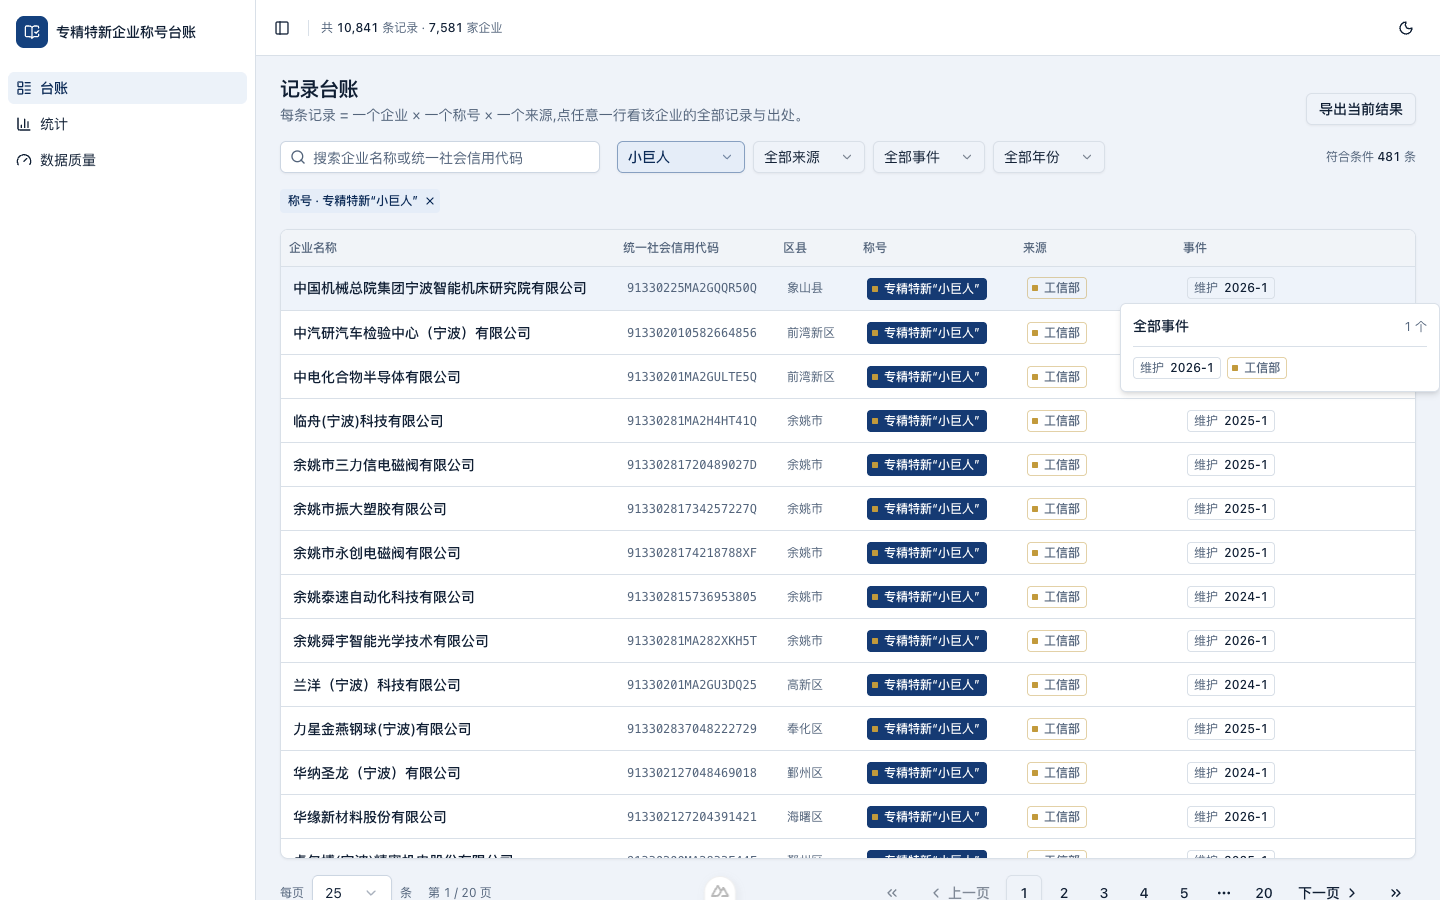 专精特新企业称号台账
台账
统计
数据质量
共 10,841 条记录 · 7,581 家企业
记录台账
每条记录 = 一个企业 × 一个称号 × 一个来源,点任意一行看该企业的全部记录与出处。
导出当前结果
搜索企业名称或统一社会信用代码 小巨人 全部来源 全部事件 全部年份 符合条件 481 条
称号 · 专精特新“小巨人” ×
企业名称 统一社会信用代码 区县 称号 来源 事件
中国机械总院集团宁波智能机床研究院有限公司 91330225MA2GQQR50Q 象山县 专精特新“小巨人” 工信部 维护 2026-1
中汽研汽车检验中心（宁波）有限公司 913302010582664856 前湾新区 专精特新“小巨人” 工信部
全部事件 1 个
维护 2026-1 工信部
中电化合物半导体有限公司 91330201MA2GULTE5Q 前湾新区 专精特新“小巨人” 工信部
临舟(宁波)科技有限公司 91330281MA2H4HT41Q 余姚市 专精特新“小巨人” 工信部 维护 2025-1
余姚市三力信电磁阀有限公司 91330281720489027D 余姚市 专精特新“小巨人” 工信部 维护 2025-1
余姚市振大塑胶有限公司 91330281734257227Q 余姚市 专精特新“小巨人” 工信部 维护 2025-1
余姚市永创电磁阀有限公司 9133028174218788XF 余姚市 专精特新“小巨人” 工信部 维护 2025-1
余姚泰速自动化科技有限公司 913302815736953805 余姚市 专精特新“小巨人” 工信部 维护 2024-1
余姚舜宇智能光学技术有限公司 91330281MA282XKH5T 余姚市 专精特新“小巨人” 工信部 维护 2026-1
兰洋（宁波）科技有限公司 91330201MA2GU3DQ25 高新区 专精特新“小巨人” 工信部 维护 2024-1
力星金燕钢球(宁波)有限公司 913302837048222729 奉化区 专精特新“小巨人” 工信部 维护 2025-1
华纳圣龙（宁波）有限公司 913302127048469018 鄞州区 专精特新“小巨人” 工信部 维护 2024-1
华缘新材料股份有限公司 913302127204391421 海曙区 专精特新“小巨人” 工信部 维护 2026-1
每页 25 条 第 1 / 20 页 上一页 1 2 3 4 5 ··· 20 下一页